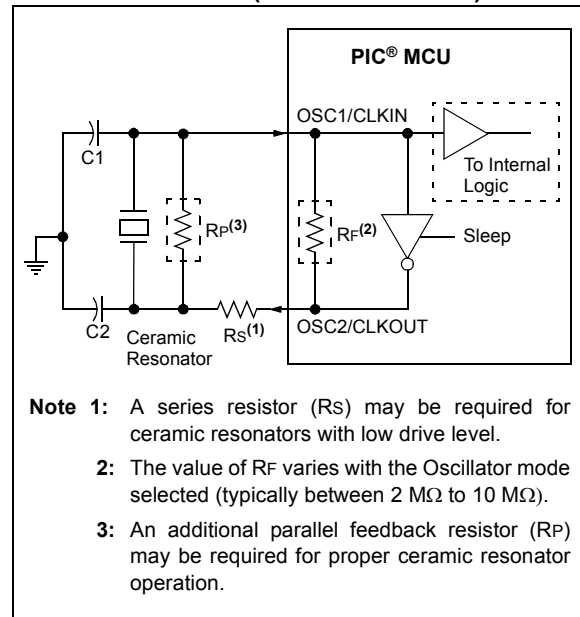 PIC® MCU
OSC1/CLKIN
C1
To Internal
Logic
RP(3)
RF(2)
Sleep
C2
Ceramic
Resonator
RS(1)
OSC2/CLKOUT
Note 1: A series resistor (RS) may be required for
ceramic resonators with low drive level.
2: The value of RF varies with the Oscillator mode
selected (typically between 2 MΩ to 10 MΩ).
3: An additional parallel feedback resistor (RP)
may be required for proper ceramic resonator
operation.